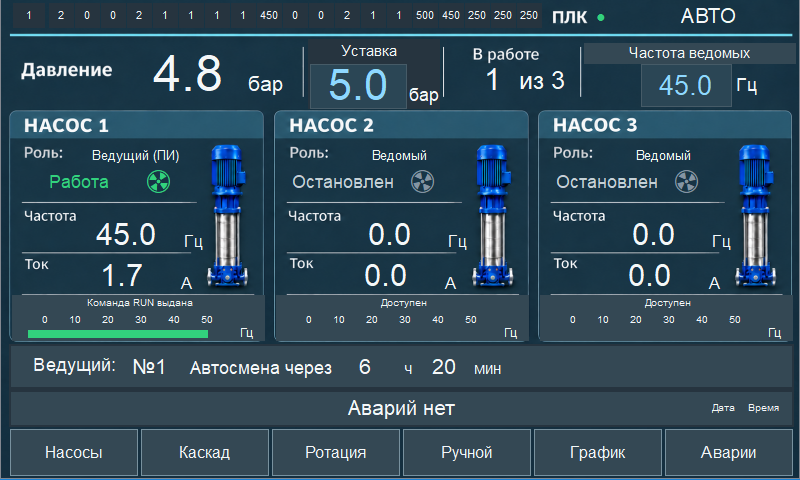 1 2 0 0 2 1 1 1 1 450 0 0 2 1 1 500 450 250 250 250 ПЛК АВТО
Давление 4.8 бар Уставка 5.0 бар В работе 1 из 3 Частота ведомых 45.0 Гц
НАСОС 1
Роль: Ведущий (ПИ)
Работа
Частота
45.0 Гц
Ток
1.7 А
Команда RUN выдана
0 10 20 30 40 50
Гц
НАСОС 2
Роль: Ведомый
Остановлен
Частота
0.0 Гц
Ток
0.0 А
Доступен
0 10 20 30 40 50
Гц
НАСОС 3
Роль: Ведомый
Остановлен
Частота
0.0 Гц
Ток
0.0 А
Доступен
0 10 20 30 40 50
Гц
Ведущий: №1 Автосмена через 6 ч 20 мин
Аварий нет Дата Время
Насосы Каскад Ротация Ручной График Аварии